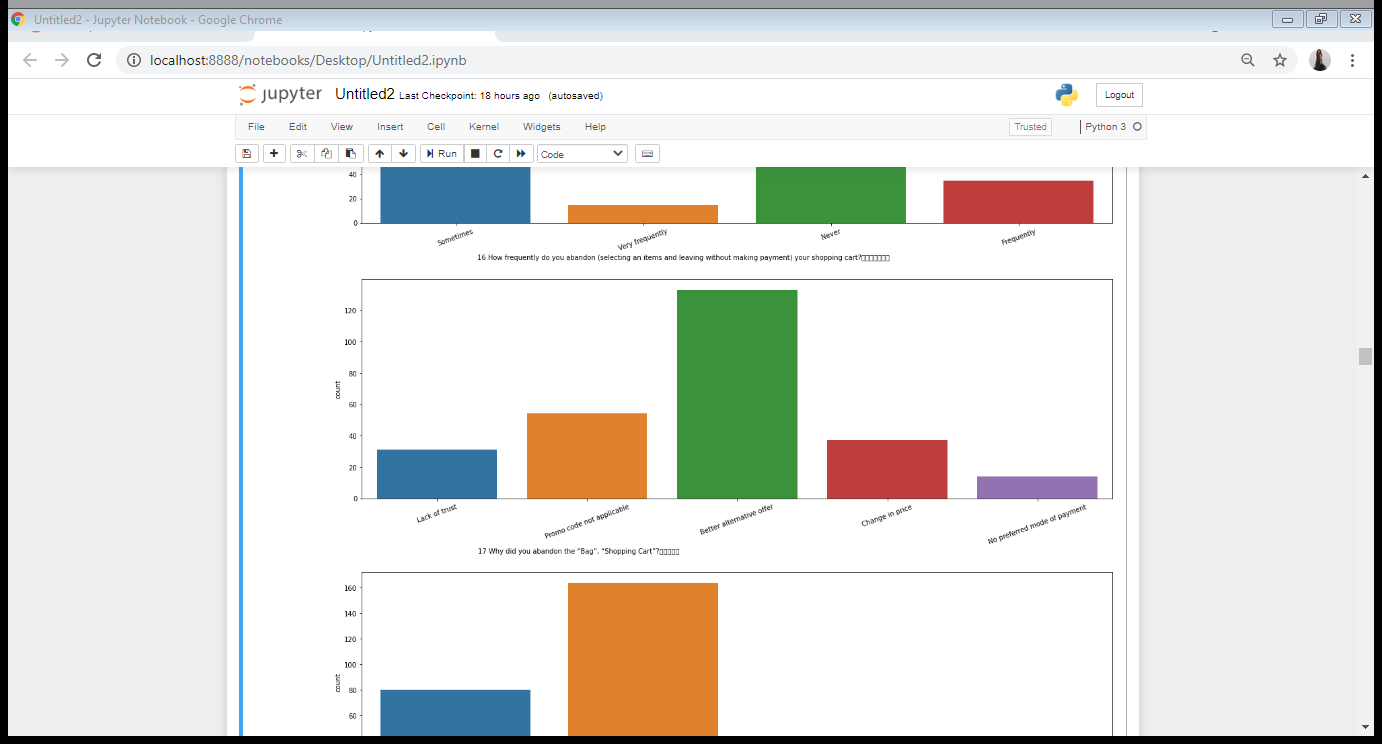 Untitled2 - Jupyter Notebook - Google Chrome
localhost:8888/notebooks/Desktop/Untitled2.ipynb
jupyter Untitled2 Last Checkpoint: 18 hours ago (autosaved)
Logout
File Edit View Insert Cell Kernel Widgets Help
Trusted
Python 3
Run
Code
40
20
0
Sometimes
Very frequently
Never
Frequently
16 How frequently do you abandon (selecting an items and leaving without making payment) your shopping cart?
120
100
80
60
40
20
0
count
Lack of trust
Promo code not applicable
Better alternative offer
Change in price
No preferred mode of payment
17 Why did you abandon the "Bag", "Shopping Cart"?
160
140
120
100
80
60
count